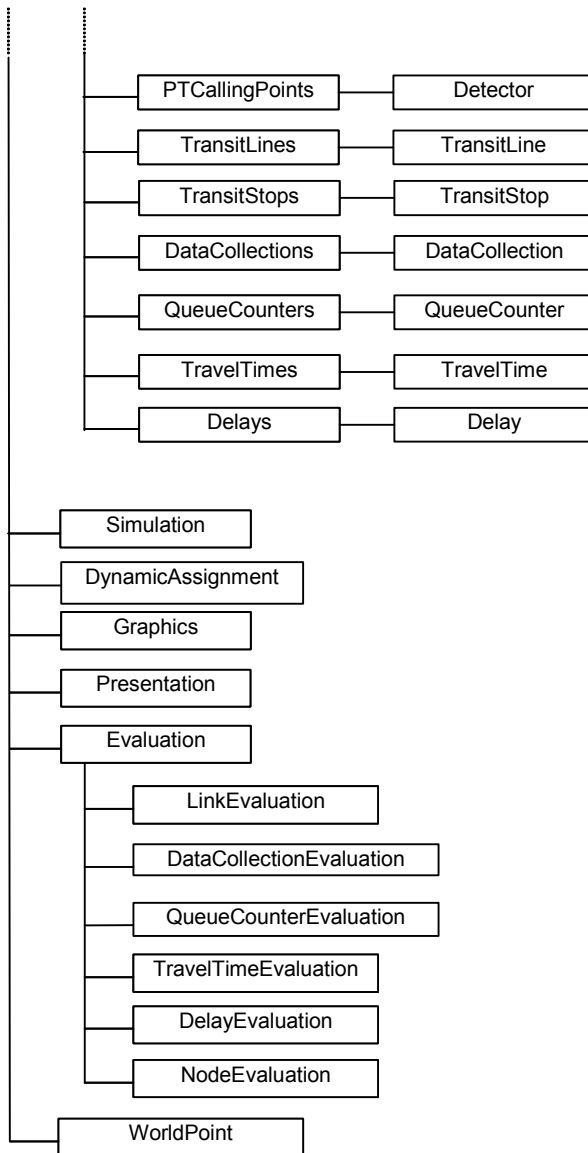 PTCallingPoints Detector
TransitLines TransitLine
TransitStops TransitStop
DataCollections DataCollection
QueueCounters QueueCounter
TravelTimes TravelTime
Delays Delay
Simulation
DynamicAssignment
Graphics
Presentation
Evaluation
LinkEvaluation
DataCollectionEvaluation
QueueCounterEvaluation
TravelTimeEvaluation
DelayEvaluation
NodeEvaluation
WorldPoint